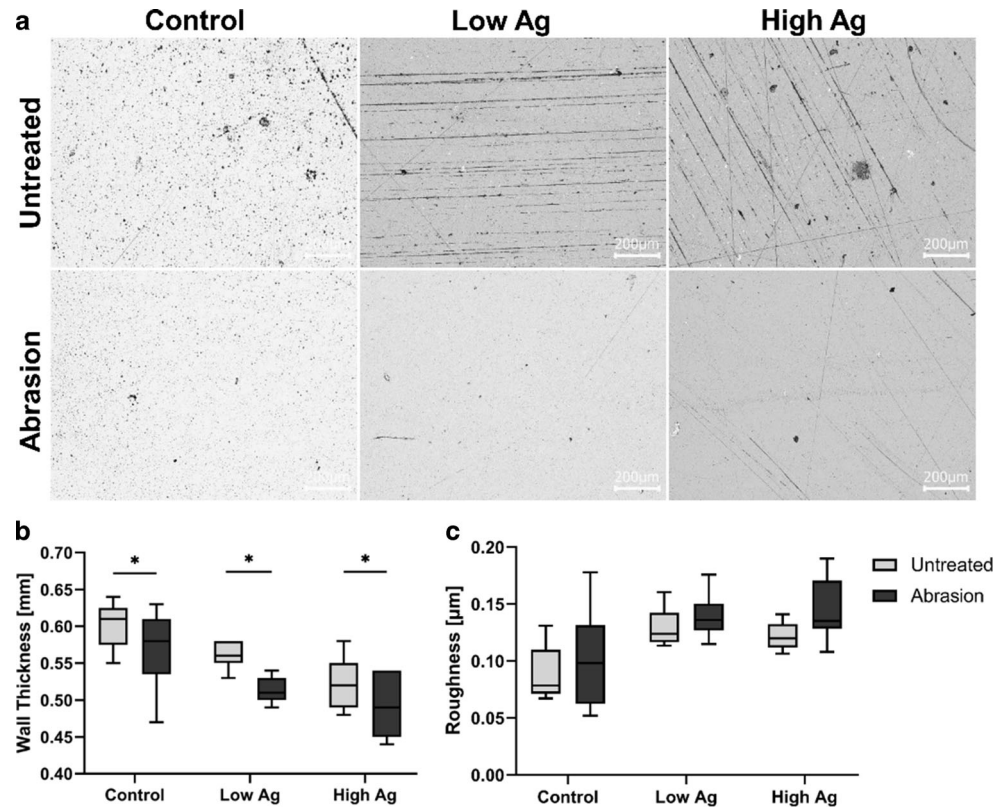 a
Control
Low Ag
High Ag
Untreated
200µm
200µm
200µm
Abrasion
200µm
200µm
200µm
b
Wall Thickness [mm]
0.70
0.65
0.60
0.55
0.50
0.45
0.40
*
*
*
Control
Low Ag
High Ag
c
Roughness [µm]
0.20
0.15
0.10
0.05
0.00
Control
Low Ag
High Ag
Untreated
Abrasion